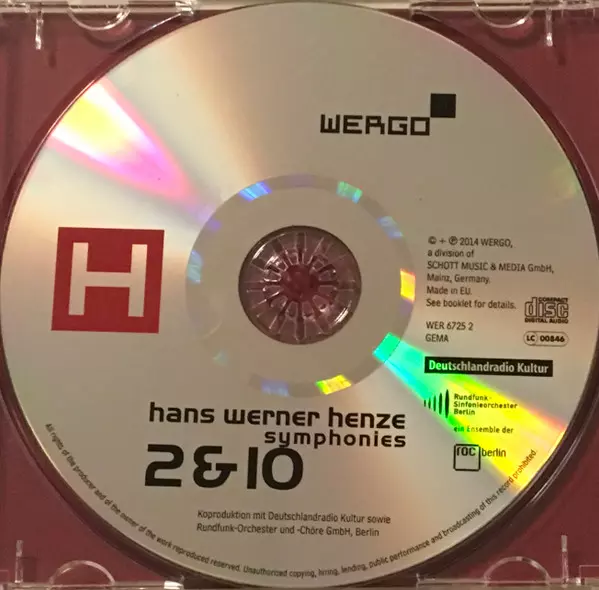 WERGO
H
© + ℗ 2014 WERGO,
a division of
SCHOTT MUSIC & MEDIA GmbH,
Mainz, Germany.
Made in EU.
See booklet for details.
COMPACT
disc
DIGITAL AUDIO
WER 6725 2
GEMA
LC 00846
Deutschlandradio Kultur
Rundfunk-
Sinfonieorchester
Berlin
ein Ensemble der
roc berlin
hans werner henze
symphonies
2 & 10
Koproduktion mit Deutschlandradio Kultur sowie
Rundfunk-Orchester und -Chöre GmbH, Berlin
All rights of the producer and of the owner of the work reproduced reserved. Unauthorized copying, hiring, lending, public performance and broadcasting of this record prohibited.